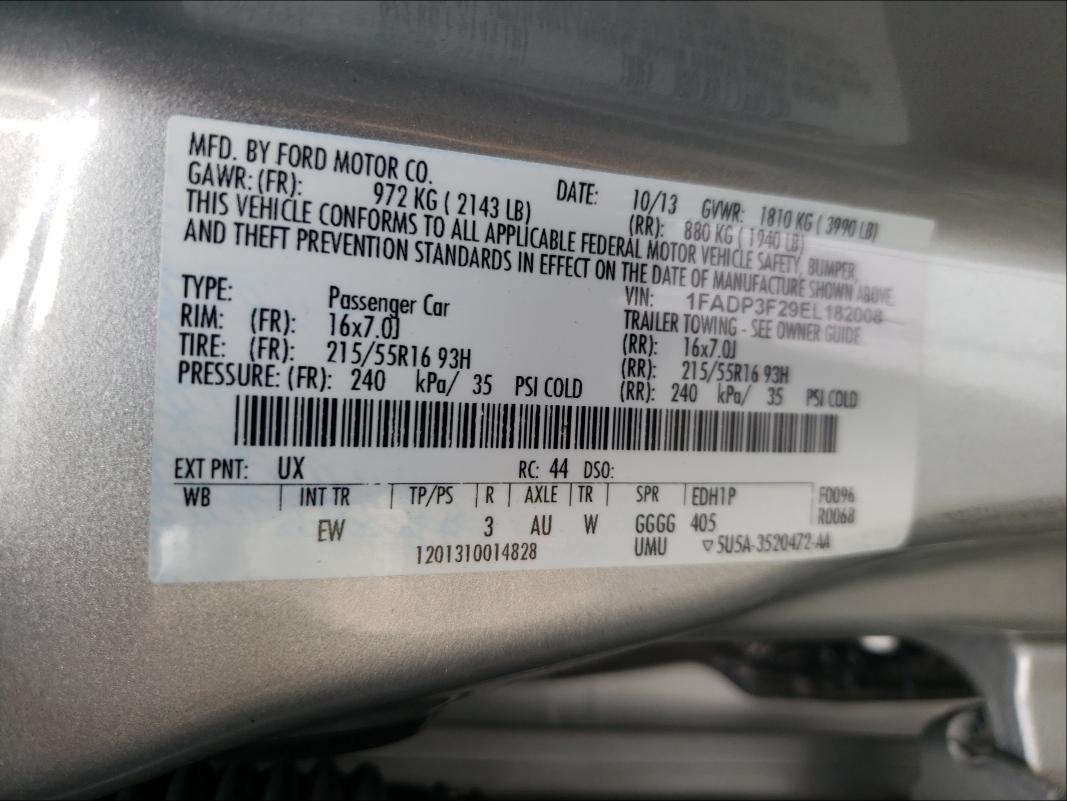 MFD. BY FORD MOTOR CO.
DATE: 10/13 GVWR: 1810 KG ( 3990 LB)
GAWR: (FR): 972 KG ( 2143 LB) (RR): 880 KG ( 1940 LB)
THIS VEHICLE CONFORMS TO ALL APPLICABLE FEDERAL MOTOR VEHICLE SAFETY, BUMPER,
AND THEFT PREVENTION STANDARDS IN EFFECT ON THE DATE OF MANUFACTURE SHOWN ABOVE.
VIN: 1FADP3F29EL182008
TYPE: Passenger Car TRAILER TOWING - SEE OWNER GUIDE
RIM: (FR): 16x7.0J (RR): 16x7.0J
TIRE: (FR): 215/55R16 93H (RR): 215/55R16 93H
PRESSURE: (FR): 240 kPa/ 35 PSI COLD (RR): 240 kPa/ 35 PSI COLD
EXT PNT: UX RC: 44 DSO:
WB INT TR TP/PS R AXLE TR SPR EDH1P F0096
EW 3 AU W GGGG 405 R0068
1201310014828 UMU ▽5U5A-3520472-AA